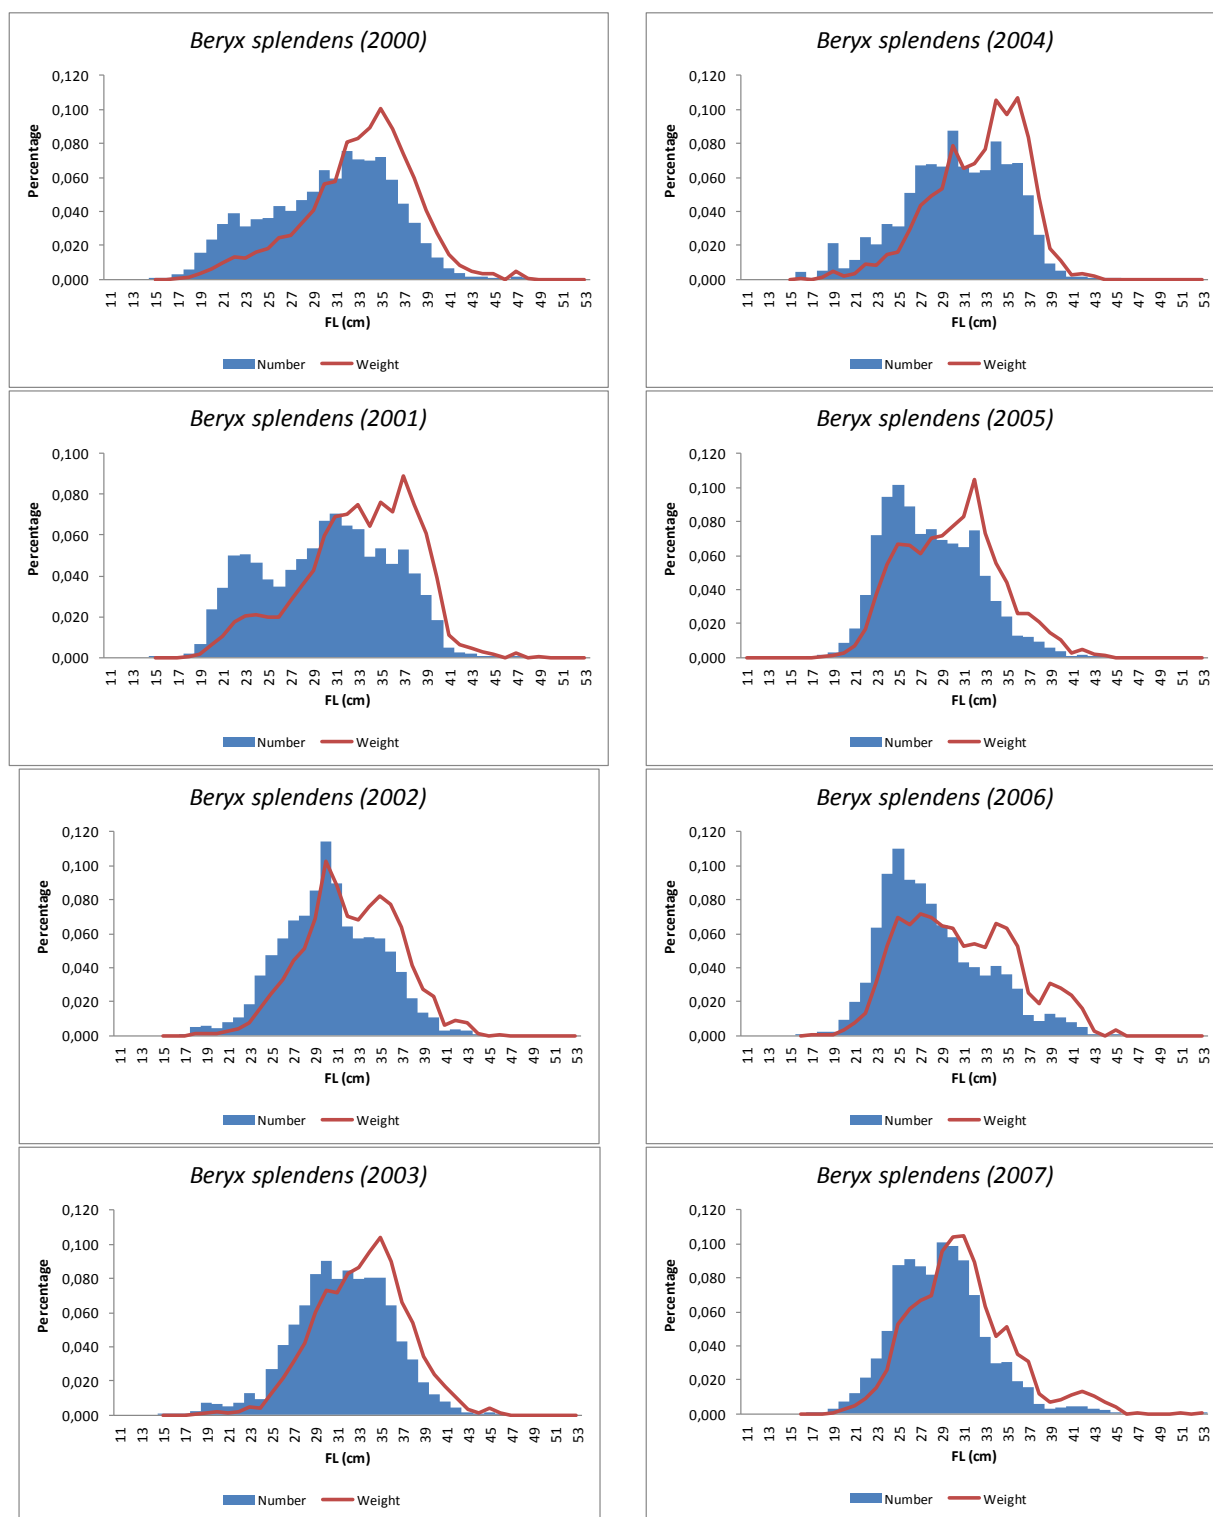 Beryx splendens (2000)
0,120
0,100
0,080
0,060
0,040
0,020
0,000
Percentage
11 13 15 17 19 21 23 25 27 29 31 33 35 37 39 41 43 45 47 49 51 53
FL (cm)
Number Weight
Beryx splendens (2004)
0,120
0,100
0,080
0,060
0,040
0,020
0,000
Percentage
11 13 15 17 19 21 23 25 27 29 31 33 35 37 39 41 43 45 47 49 51 53
FL (cm)
Number Weight
Beryx splendens (2001)
0,100
0,080
0,060
0,040
0,020
0,000
Percentage
11 13 15 17 19 21 23 25 27 29 31 33 35 37 39 41 43 45 47 49 51 53
FL (cm)
Number Weight
Beryx splendens (2005)
0,120
0,100
0,080
0,060
0,040
0,020
0,000
Percentage
11 13 15 17 19 21 23 25 27 29 31 33 35 37 39 41 43 45 47 49 51 53
FL (cm)
Number Weight
Beryx splendens (2002)
0,120
0,100
0,080
0,060
0,040
0,020
0,000
Percentage
11 13 15 17 19 21 23 25 27 29 31 33 35 37 39 41 43 45 47 49 51 53
FL (cm)
Number Weight
Beryx splendens (2006)
0,120
0,100
0,080
0,060
0,040
0,020
0,000
Percentage
11 13 15 17 19 21 23 25 27 29 31 33 35 37 39 41 43 45 47 49 51 53
FL (cm)
Number Weight
Beryx splendens (2003)
0,120
0,100
0,080
0,060
0,040
0,020
0,000
Percentage
11 13 15 17 19 21 23 25 27 29 31 33 35 37 39 41 43 45 47 49 51 53
FL (cm)
Number Weight
Beryx splendens (2007)
0,120
0,100
0,080
0,060
0,040
0,020
0,000
Percentage
11 13 15 17 19 21 23 25 27 29 31 33 35 37 39 41 43 45 47 49 51 53
FL (cm)
Number Weight